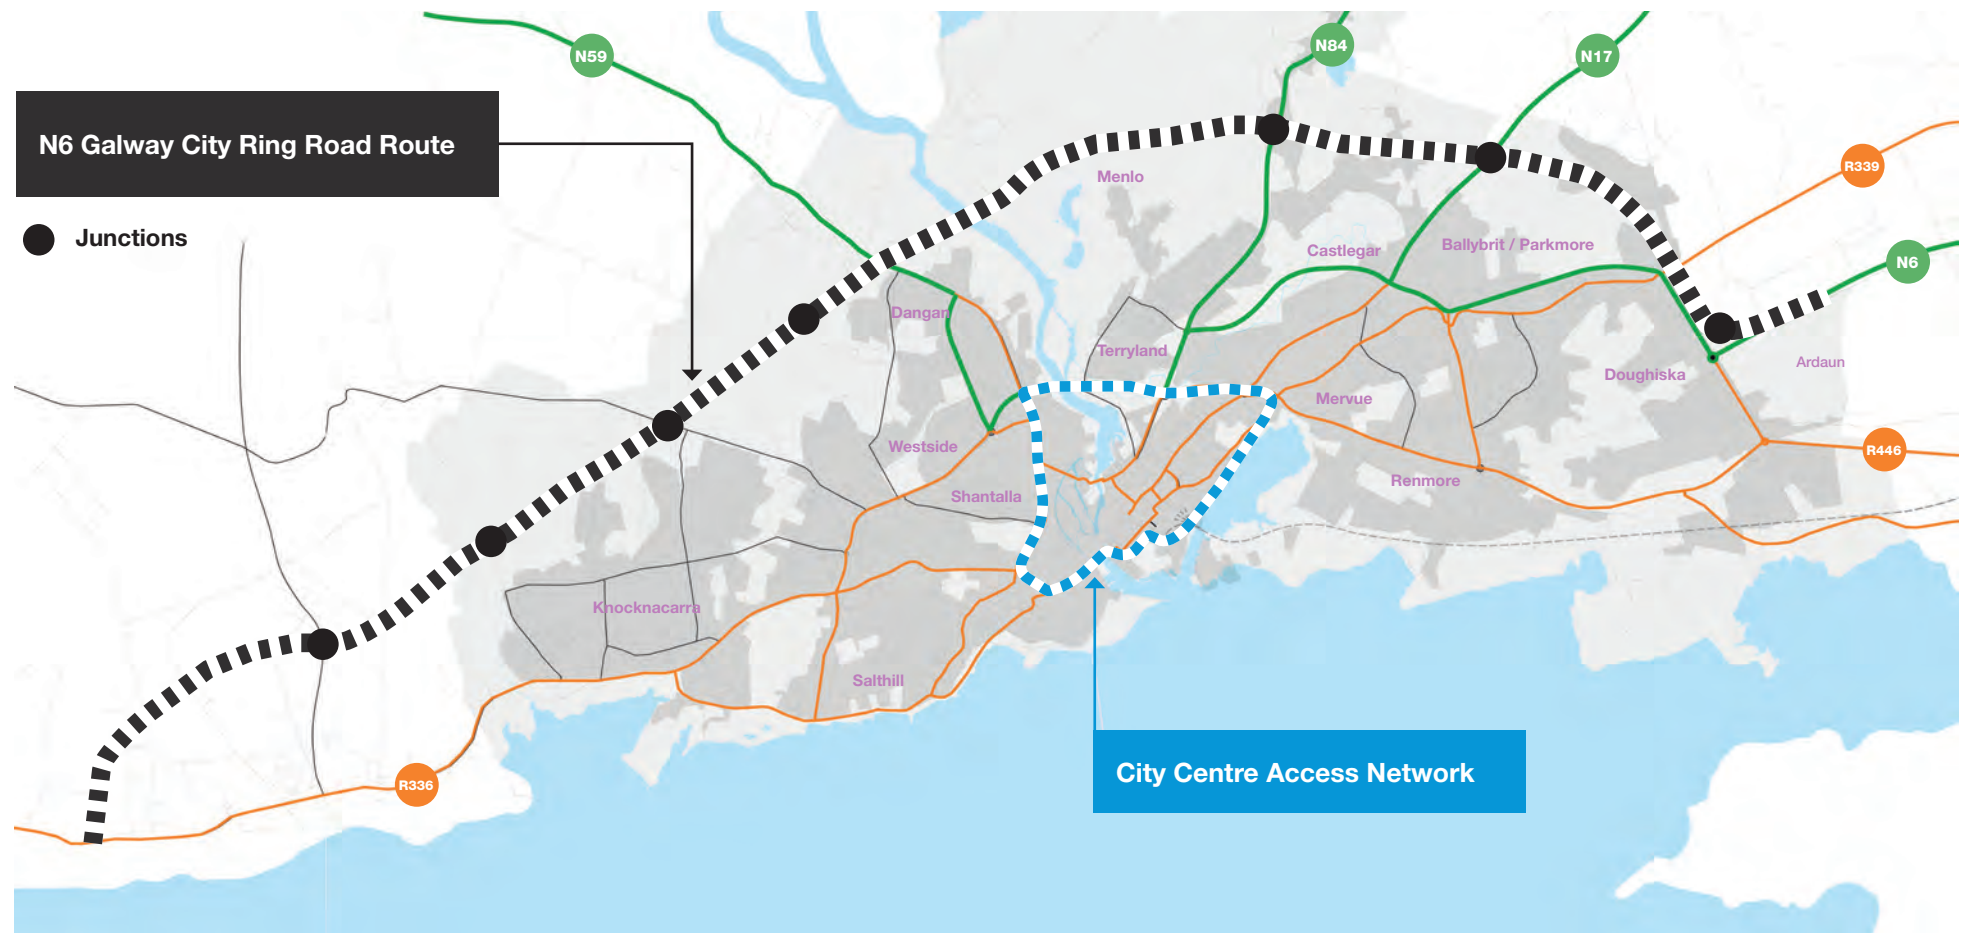 N59
N84
N17
N6 Galway City Ring Road Route
R339
Menlo
Junctions
Castlegar
Ballybrit / Parkmore
N6
Dangan
Terryland
Ardaun
Doughiska
Mervue
Westside
R446
Renmore
Shantalla
Knocknacarra
Salthill
City Centre Access Network
R336